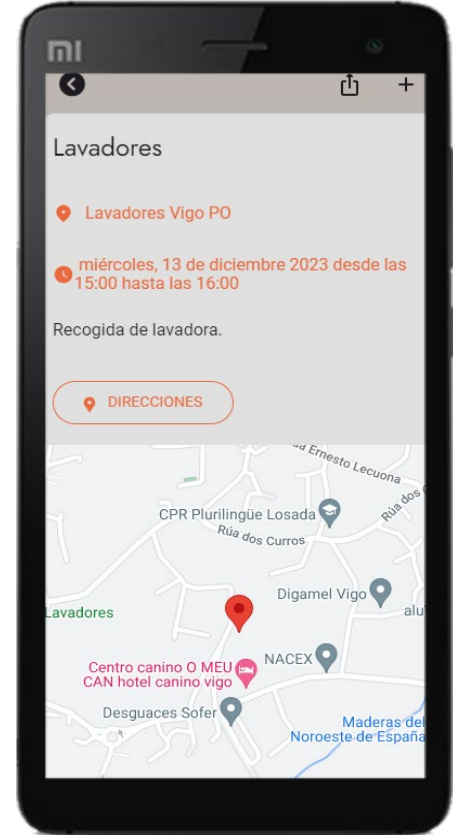 mi
Lavadores
Lavadores Vigo PO
miércoles, 13 de diciembre 2023 desde las
15:00 hasta las 16:00
Recogida de lavadora.
DIRECCIONES
Ernesto Lecuona
CPR Plurilingüe Losada
Rúa dos
Rúa dos Curros
Digamel Vigo
Lavadores
NACEX
Centro canino O MEU
CAN hotel canino vigo
Desguaces Sofer
Maderas del
Noroeste de España